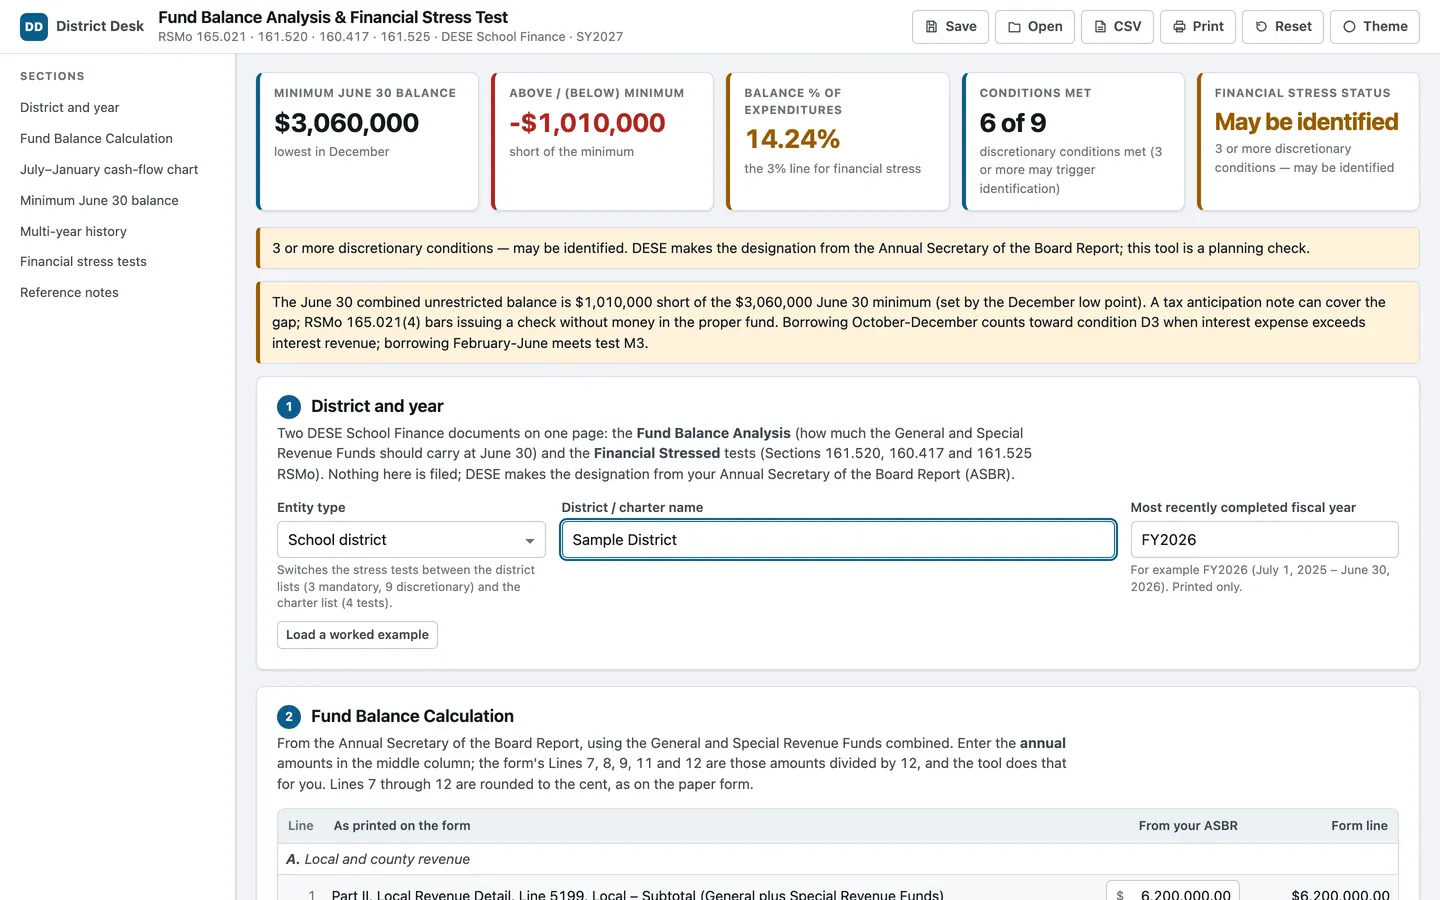 DD District Desk
Fund Balance Analysis & Financial Stress Test
RSMo 165.021 · 161.520 · 160.417 · 161.525 · DESE School Finance · SY2027
Save
Open
CSV
Print
Reset
Theme
SECTIONS
District and year
Fund Balance Calculation
July–January cash-flow chart
Minimum June 30 balance
Multi-year history
Financial stress tests
Reference notes
MINIMUM JUNE 30 BALANCE
$3,060,000
lowest in December
ABOVE / (BELOW) MINIMUM
-$1,010,000
short of the minimum
BALANCE % OF
EXPENDITURES
14.24%
the 3% line for financial stress
CONDITIONS MET
6 of 9
discretionary conditions met (3
or more may trigger
identification)
FINANCIAL STRESS STATUS
May be identified
3 or more discretionary
conditions — may be identified
3 or more discretionary conditions — may be identified. DESE makes the designation from the Annual Secretary of the Board Report; this tool is a planning check.
The June 30 combined unrestricted balance is $1,010,000 short of the $3,060,000 June 30 minimum (set by the December low point). A tax anticipation note can cover the
gap; RSMo 165.021(4) bars issuing a check without money in the proper fund. Borrowing October-December counts toward condition D3 when interest expense exceeds
interest revenue; borrowing February-June meets test M3.
1 District and year
Two DESE School Finance documents on one page: the Fund Balance Analysis (how much the General and Special
Revenue Funds should carry at June 30) and the Financial Stressed tests (Sections 161.520, 160.417 and 161.525
RSMo). Nothing here is filed; DESE makes the designation from your Annual Secretary of the Board Report (ASBR).
Entity type
School district
Switches the stress tests between the district
lists (3 mandatory, 9 discretionary) and the
charter list (4 tests).
District / charter name
Sample District
Most recently completed fiscal year
FY2026
For example FY2026 (July 1, 2025 – June 30,
2026). Printed only.
Load a worked example
2 Fund Balance Calculation
From the Annual Secretary of the Board Report, using the General and Special Revenue Funds combined. Enter the annual
amounts in the middle column; the form's Lines 7, 8, 9, 11 and 12 are those amounts divided by 12, and the tool does that
for you. Lines 7 through 12 are rounded to the cent, as on the paper form.
Line As printed on the form From your ASBR Form line
A. Local and county revenue
1 Part II, Local Revenue Detail, Line 5199, Local – Subtotal (General plus Special Revenue Funds) $ 6,200,000.00 $6,200,000.00